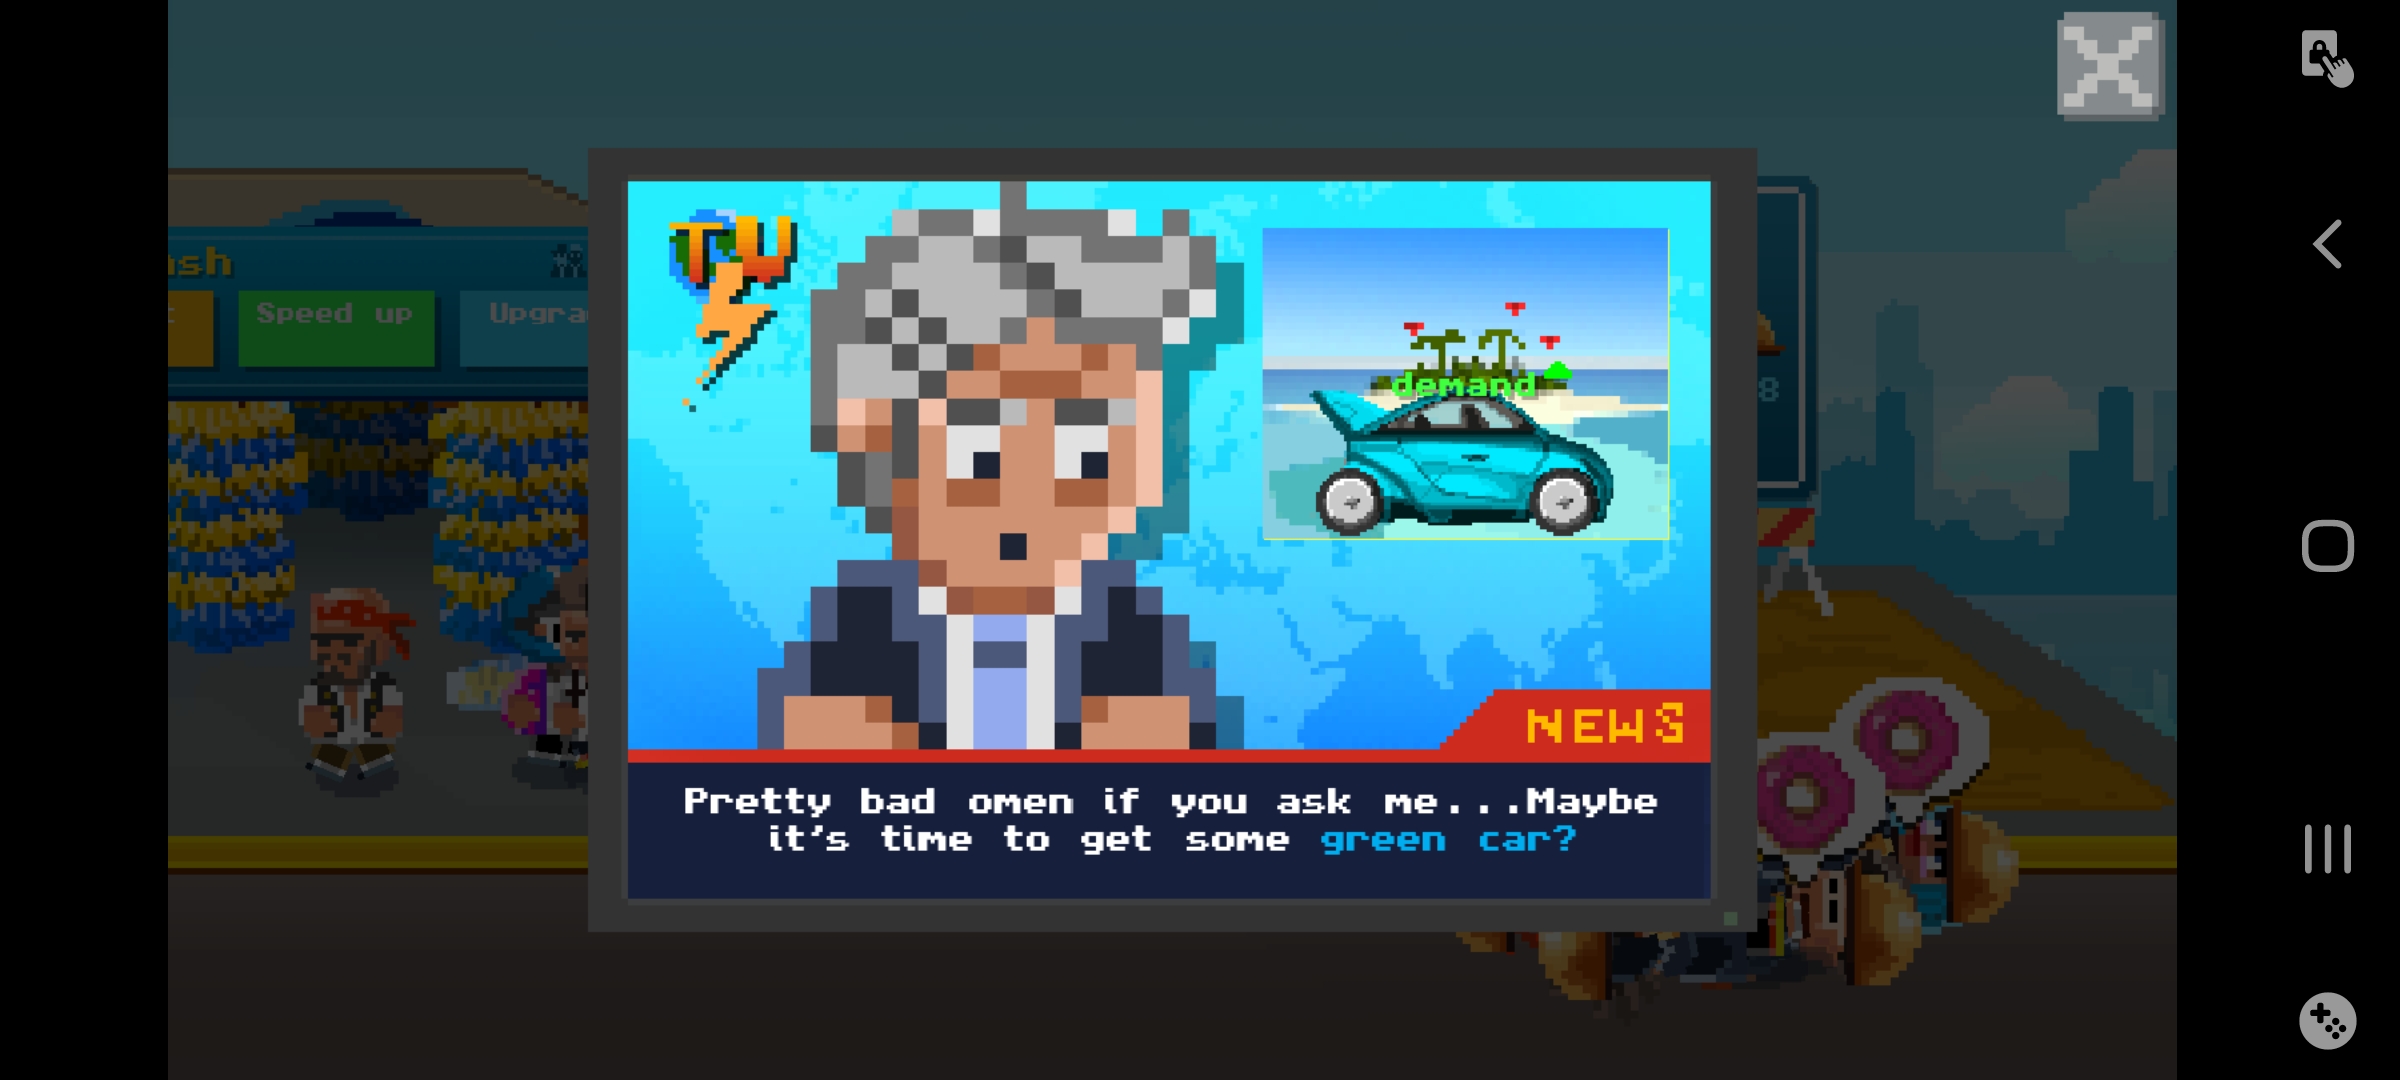 TV
sh
Speed up
Upgra
demand
8
NEWS
Pretty bad omen if you ask me...Maybe
it's time to get some green car?